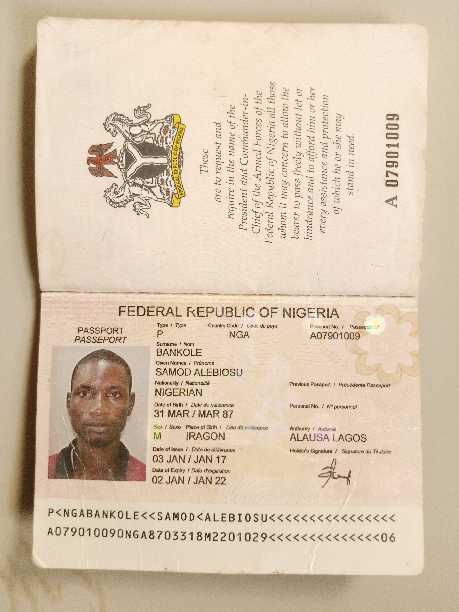 These
are to request and
require in the name of the
President and Commander-in-
Chief of the Armed Forces of the
Federal Republic of Nigeria all those
whom it may concern to allow the
bearer to pass freely without let or
hindrance and to afford him or her
every assistance and protection
of which he or she may
stand in need.
A 07901009
FEDERAL REPUBLIC OF NIGERIA
PASSPORT
PASSEPORT
Type / Type Country Code / Code du pays Passport No. /
P NGA A07901009
Surname / Nom
BANKOLE
Given Names / Prénoms
SAMOD ALEBIOSU
Nationality / Nationalité Previous Passport / Précédente Passeport
NIGERIAN
Date of Birth / Date de naissance Personal No. / N° personnel
31 MAR / MAR 87
Sex / Sexe Place of Birth / Lieu de naissance Authority / Autorité
M IRAGON ALAUSA LAGOS
Date of Issue / Date de délivrance Holder's Signature / Signature du Titulaire
03 JAN / JAN 17
Date of Expiry / Date d'expiration
02 JAN / JAN 22
P<NGABANKOLE<<SAMOD<ALEBIOSU<<<<<<<<<<<<<<<<
A079010090NGA8703318M2201029<<<<<<<<<<<<<<06